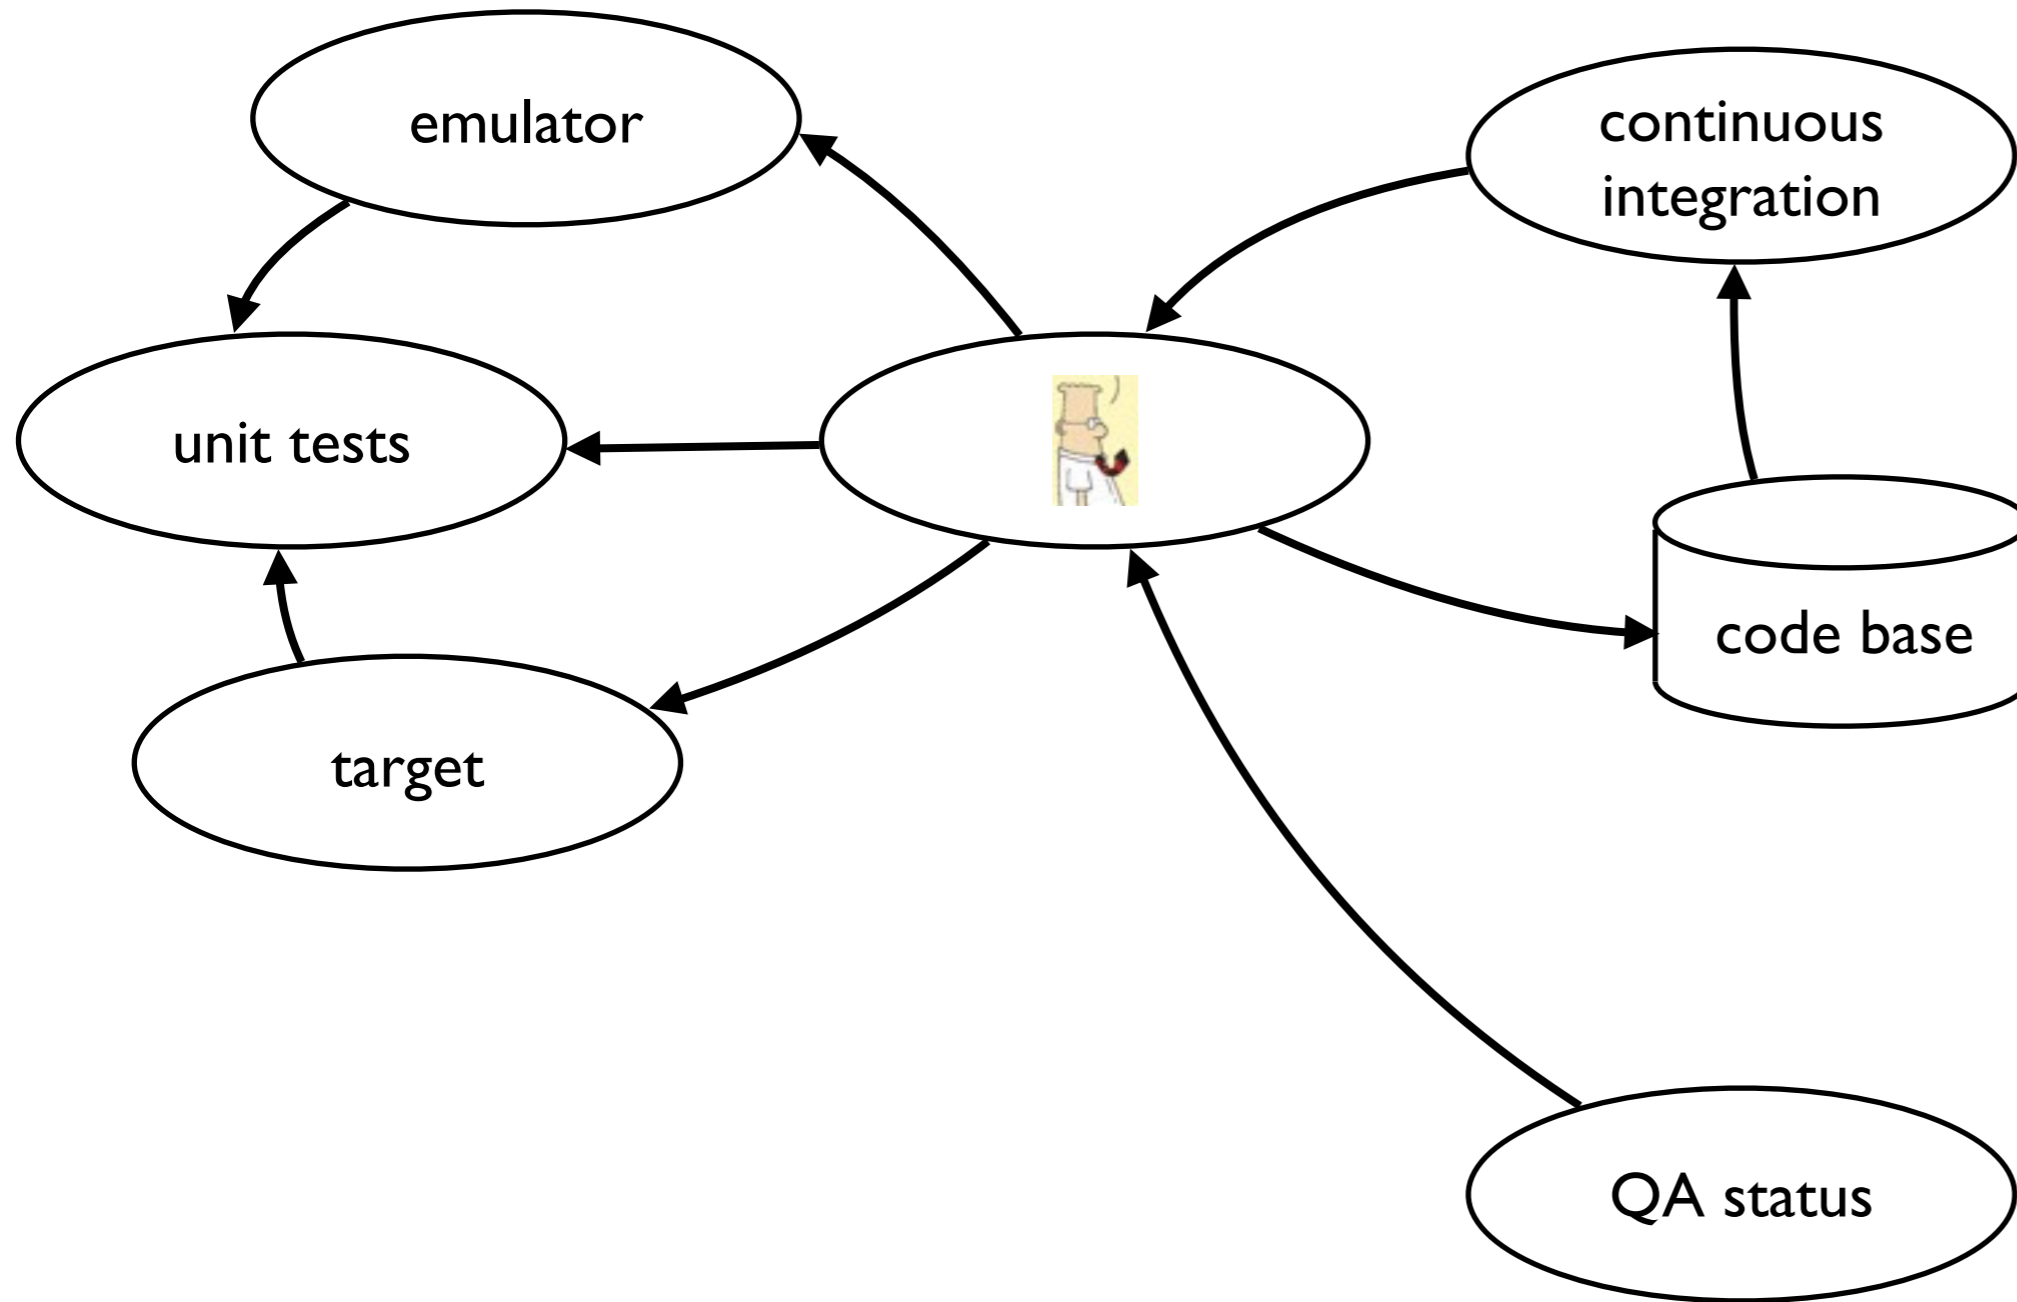 emulator
continuous
integration
unit tests
code base
target
QA status